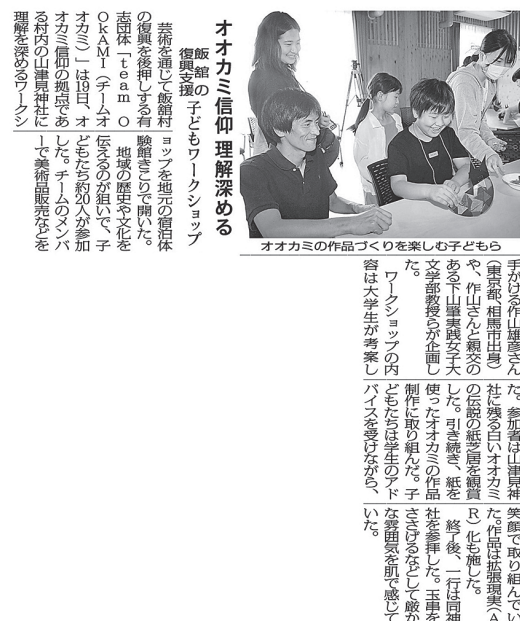 オオカミ信仰 理解深める
飯舘の
復興支援
子どもワークショップ
芸術を通じて飯舘村
の復興を後押しする有
志団体「team O
OkAMI(チームオ
オカミ)」は19日、オ
オカミ信仰の拠点であ
る村内の山津見神社に
理解を深めるワークシ
ョップを地元の宿泊体
験館きこりで開いた。
地域の歴史や文化を
伝えるのが狙いで、子
どもたち約20人が参加
した。チームのメンバ
ーで美術品販売などを
オオカミの作品づくりを楽しむ子どもら
手がける作山雄彦さん
(東京都、相馬市出身)
や、作山さんと親交の
ある下山肇実践女子大
文学部教授らが企画し
た。
ワークショップの内
容は大学生が考案し
た。参加者は山津見神
社に残る白いオオカミ
の伝説の紙芝居を観賞
した。引き続き、紙を
使ったオオカミの作品
制作に取り組んだ。子
どもたちは学生のアド
バイスを受けながら、
笑顔で取り組んでい
た。作品は拡張現実(A
R)化も施した。
終了後、一行は同神
社を参拝した。玉串を
ささげるなどして厳か
な雰囲気を肌で感じて
いた。